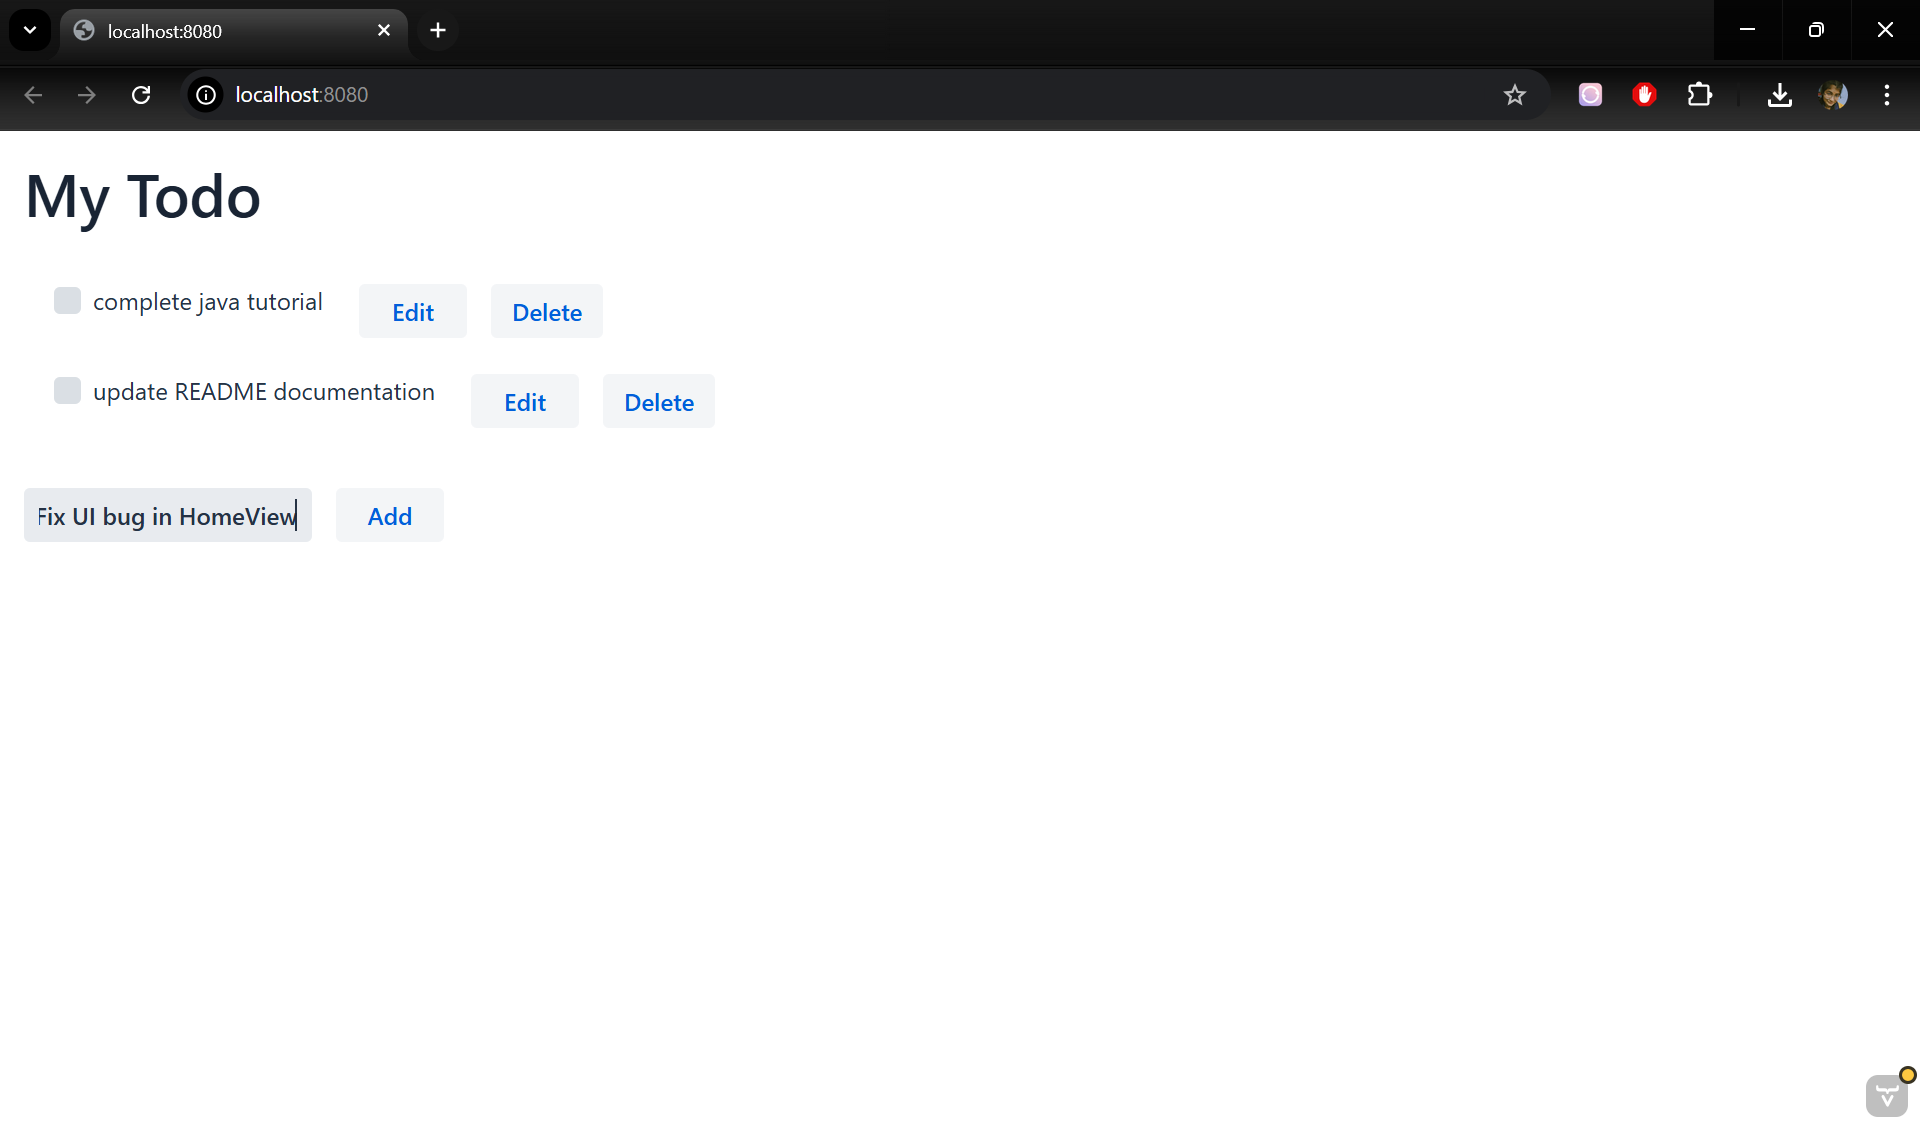 localhost:8080
localhost:8080
My Todo
complete java tutorial Edit Delete
update README documentation Edit Delete
Fix UI bug in HomeView Add